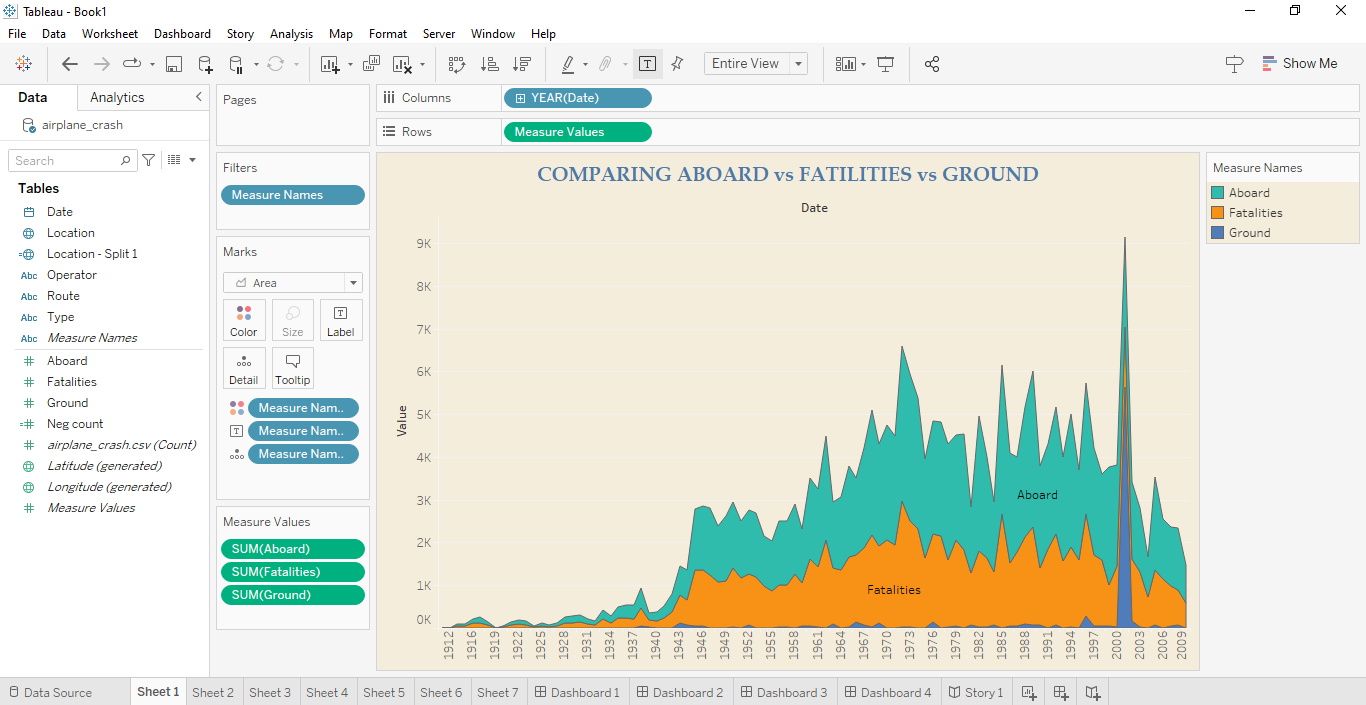 Tableau - Book1
File Data Worksheet Dashboard Story Analysis Map Format Server Window Help
T Entire View Show Me
Data Analytics
airplane_crash
Search
Tables
Date
Location
Location - Split 1
Abc Operator
Abc Route
Abc Type
Abc Measure Names
Aboard
Fatalities
Ground
Neg count
airplane_crash.csv (Count)
Latitude (generated)
Longitude (generated)
Measure Values
Pages
Filters
Measure Names
Marks
Area
Color Size Label
Detail Tooltip
Measure Nam..
Measure Nam..
Measure Nam..
Measure Values
SUM(Aboard)
SUM(Fatalities)
SUM(Ground)
Columns YEAR(Date)
Rows Measure Values
COMPARING ABOARD vs FATILITIES vs GROUND
Date
Value
9K
8K
7K
6K
5K
4K
3K
2K
1K
0K
Aboard
Fatalities
1912 1916 1919 1922 1925 1928 1931 1934 1937 1940 1943 1946 1949 1952 1955 1958 1961 1964 1967 1970 1973 1976 1979 1982 1985 1988 1991 1994 1997 2000 2003 2006 2009
Measure Names
Aboard
Fatalities
Ground
Data Source Sheet 1 Sheet 2 Sheet 3 Sheet 4 Sheet 5 Sheet 6 Sheet 7 Dashboard 1 Dashboard 2 Dashboard 3 Dashboard 4 Story 1